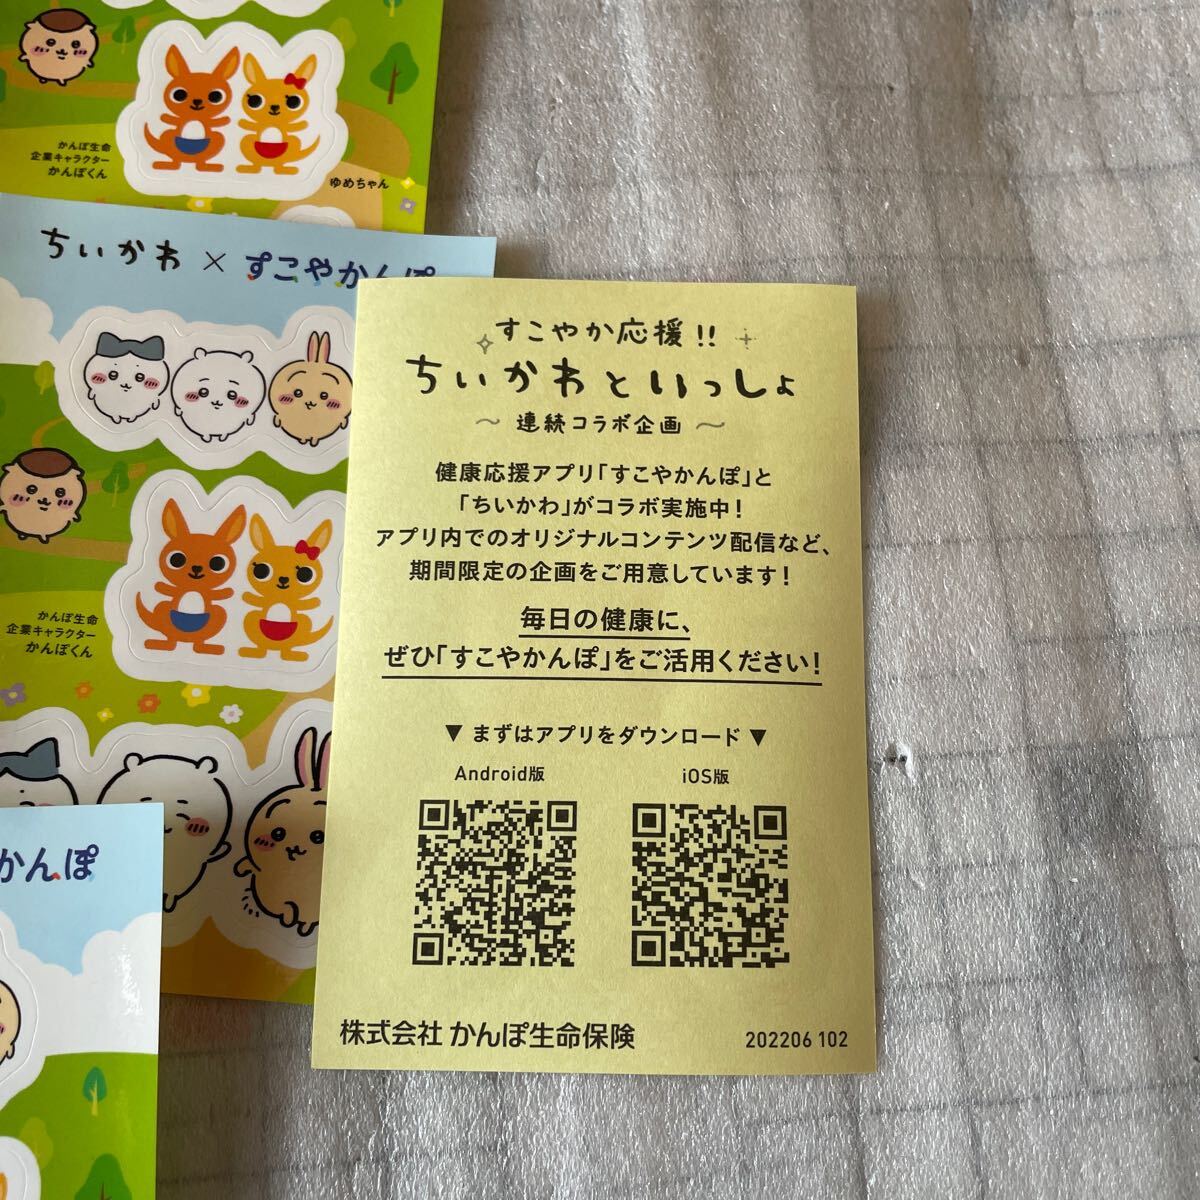 かんぽ生命
企業キャラクター
かんぽくん
ゆめちゃん
ちいかわ × すこやかんぽ
かんぽ生命
企業キャラクター
かんぽくん
かんぽ
すこやか応援!!
ちいかわといっしょ
～ 連続コラボ企画 ～
健康応援アプリ「すこやかんぽ」と
「ちいかわ」がコラボ実施中！
アプリ内でのオリジナルコンテンツ配信など、
期間限定の企画をご用意しています！
毎日の健康に、
ぜひ「すこやかんぽ」をご活用ください！
▼ まずはアプリをダウンロード ▼
Android版
iOS版
株式会社 かんぽ生命保険
202206 102